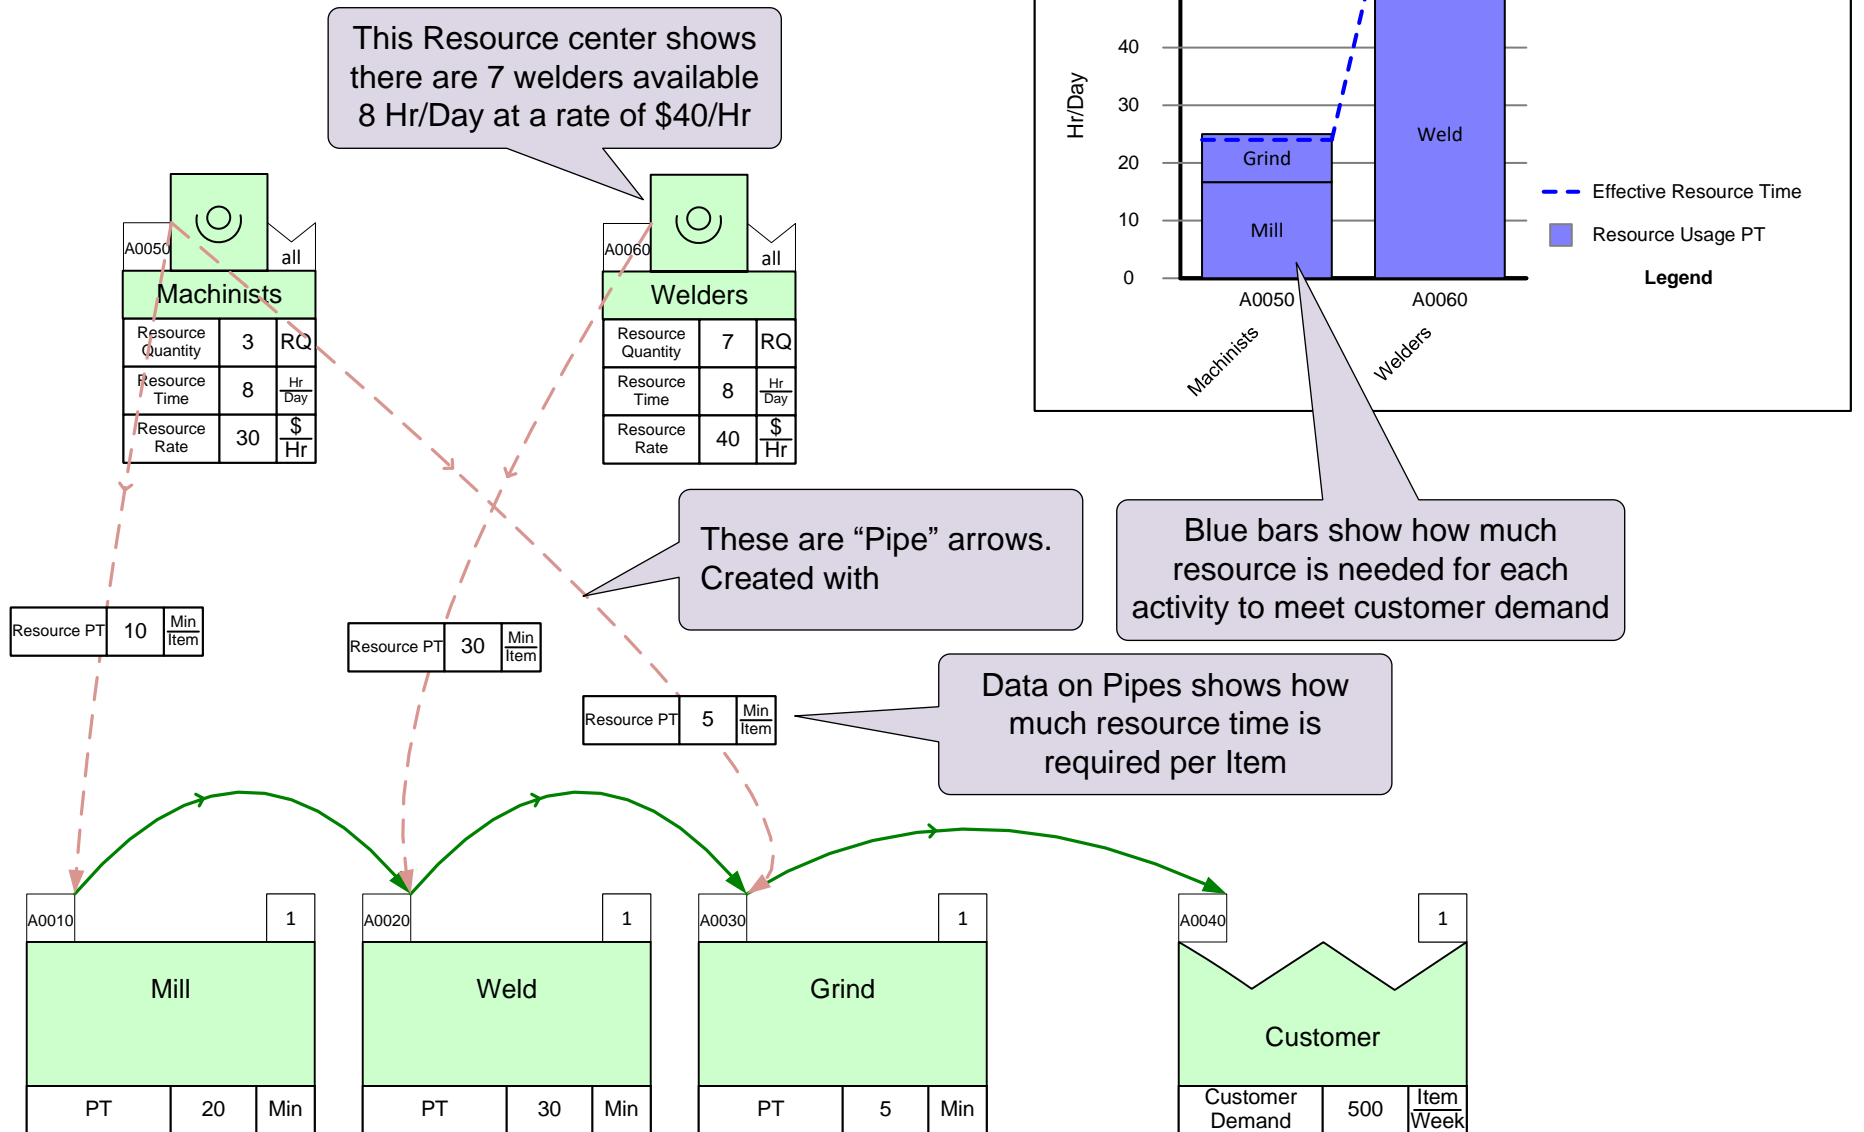 This Resource center shows
there are 7 welders available
8 Hr/Day at a rate of $40/Hr
40
30
20
10
0
Hr/Day
Grind
Mill
Weld
A0050
A0060
Machinists
Welders
Effective Resource Time
Resource Usage PT
Legend
A0050
all
Machinists
Resource Quantity 3 RQ
Resource Time 8 Hr/Day
Resource Rate 30 $/Hr
A0060
all
Welders
Resource Quantity 7 RQ
Resource Time 8 Hr/Day
Resource Rate 40 $/Hr
These are “Pipe” arrows.
Created with
Blue bars show how much
resource is needed for each
activity to meet customer demand
Resource PT 10 Min/Item
Resource PT 30 Min/Item
Resource PT 5 Min/Item
Data on Pipes shows how
much resource time is
required per Item
A0010
1
Mill
PT 20 Min
A0020
1
Weld
PT 30 Min
A0030
1
Grind
PT 5 Min
A0040
1
Customer
Customer Demand 500 Item/Week